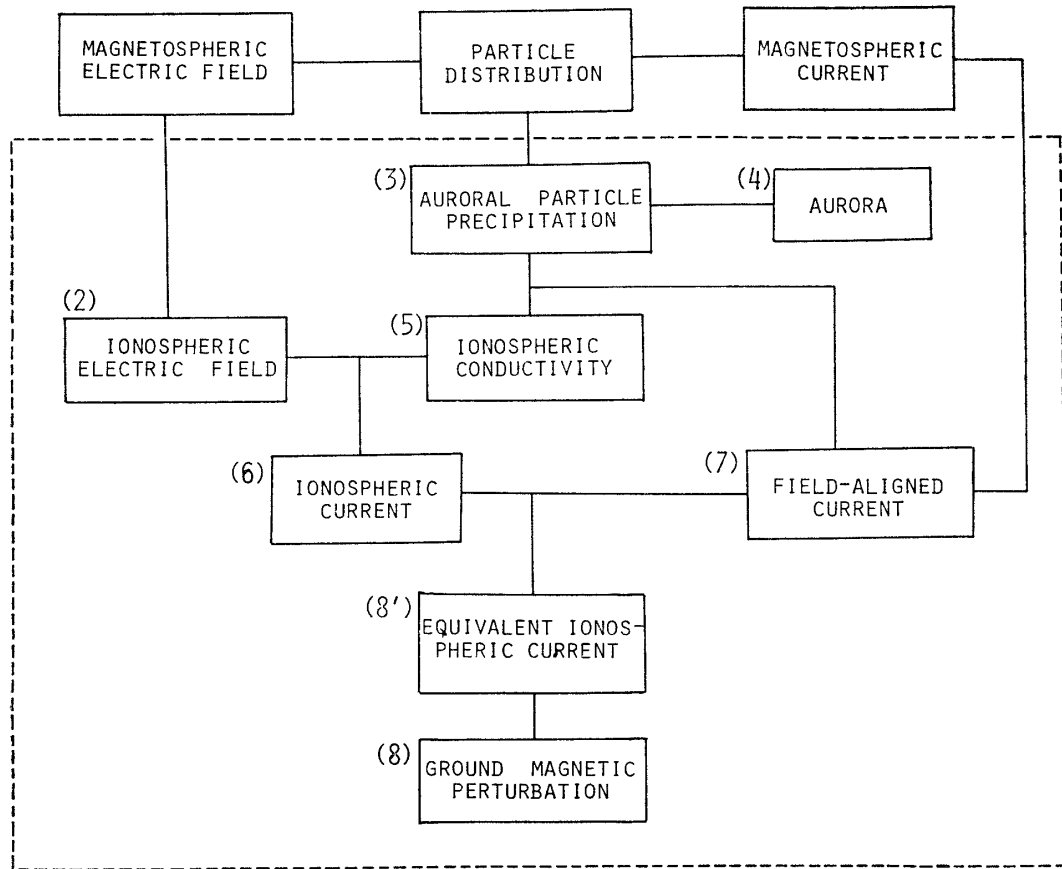 MAGNETOSPHERIC
ELECTRIC FIELD
PARTICLE
DISTRIBUTION
MAGNETOSPHERIC
CURRENT
(3)
AURORAL PARTICLE
PRECIPITATION
(4)
AURORA
(2)
IONOSPHERIC
ELECTRIC FIELD
(5)
IONOSPHERIC
CONDUCTIVITY
(6)
IONOSPHERIC
CURRENT
(7)
FIELD-ALIGNED
CURRENT
(8')
EQUIVALENT IONOS-
PHERIC CURRENT
(8)
GROUND MAGNETIC
PERTURBATION